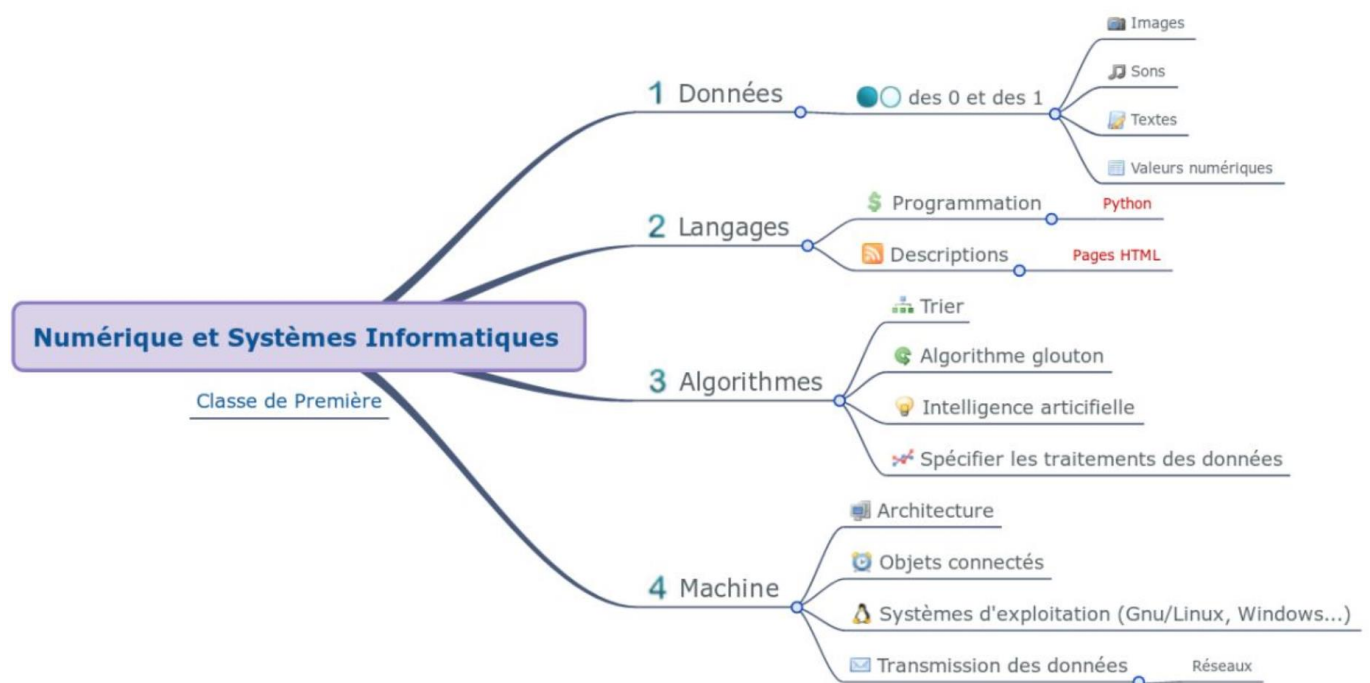 Numérique et Systèmes Informatiques
Classe de Première
1 Données
des 0 et des 1
Images
Sons
Textes
Valeurs numériques
2 Langages
Programmation
Python
Descriptions
Pages HTML
3 Algorithmes
Trier
Algorithme glouton
Intelligence articifielle
Spécifier les traitements des données
4 Machine
Architecture
Objets connectés
Systèmes d'exploitation (Gnu/Linux, Windows...)
Transmission des données
Réseaux